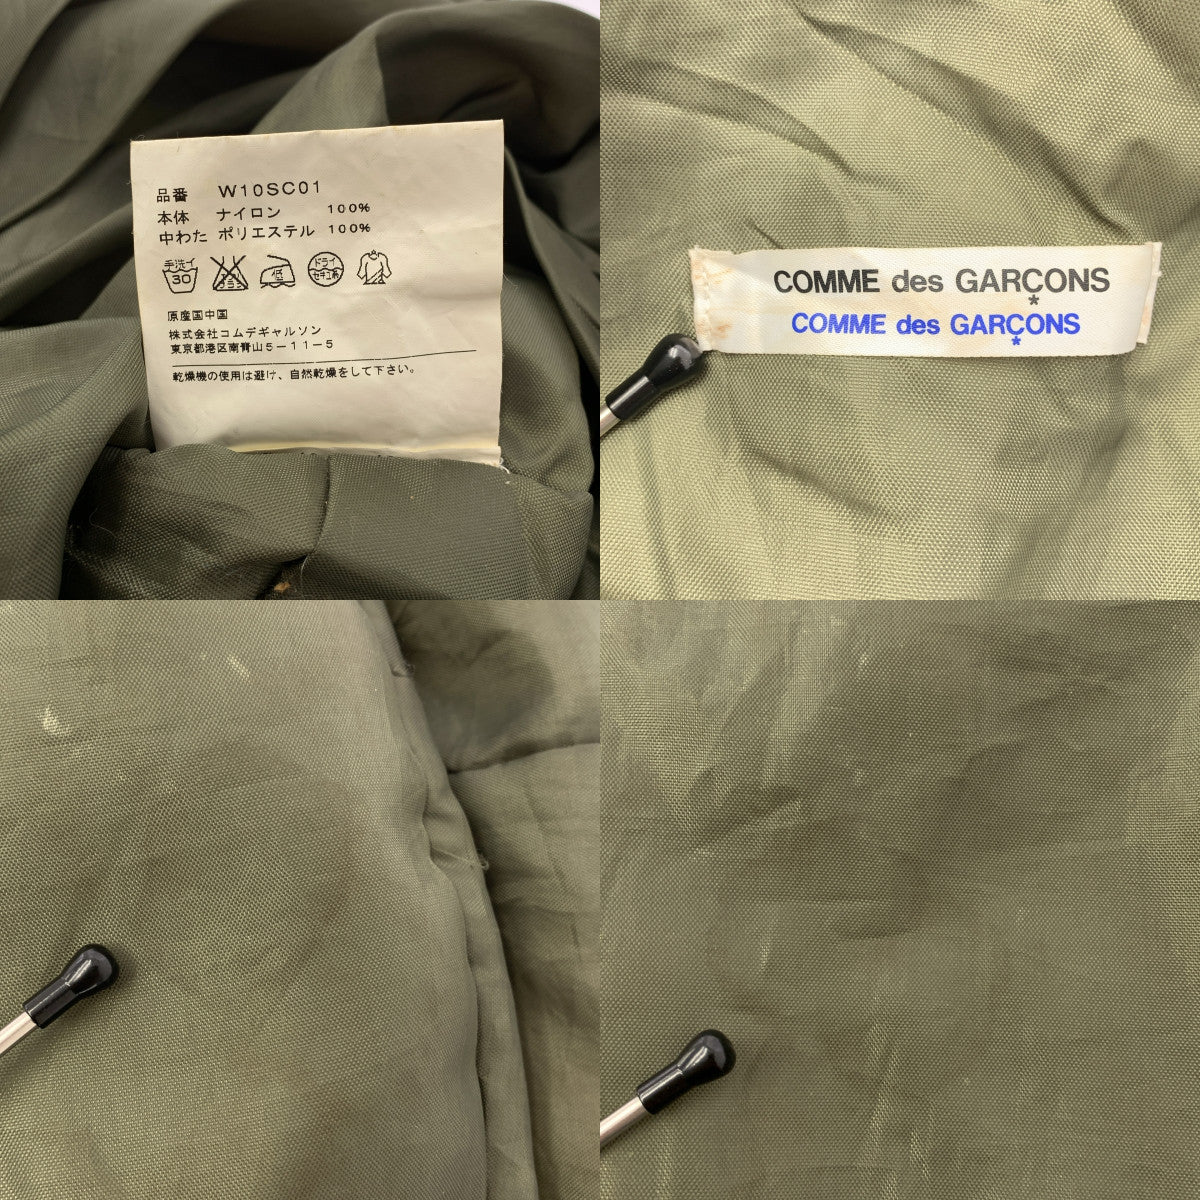 品番 W10SC01
本体 ナイロン 100%
中わた ポリエステル 100%
手洗イ
30
低
ドライ
セキユ系
原産国中国
株式会社コムデギャルソン
東京都港区南青山5-11-5
乾燥機の使用は避け、自然乾燥をして下さい。
COMME des GARÇONS
*
COMME des GARÇONS
*